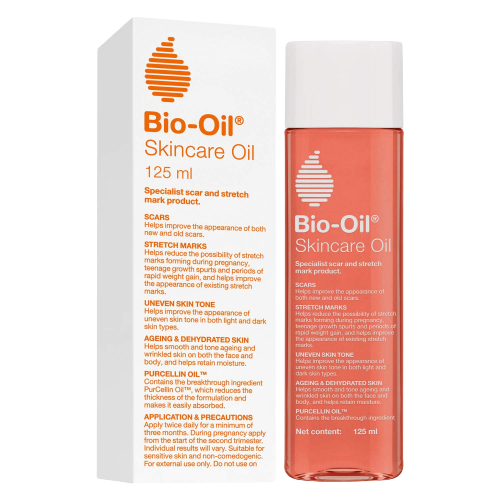 Bio-Oil®
Skincare Oil
125 ml
Specialist scar and stretch
mark product.
SCARS
Helps improve the appearance of both
new and old scars.
STRETCH MARKS
Helps reduce the possibility of stretch
marks forming during pregnancy,
teenage growth spurts and periods of
rapid weight gain, and helps improve
the appearance of existing stretch
marks.
UNEVEN SKIN TONE
Helps improve the appearance of
uneven skin tone in both light and dark
skin types.
AGEING & DEHYDRATED SKIN
Helps smooth and tone ageing and
wrinkled skin on both the face and
body, and helps retain moisture.
PURCELLIN OIL™
Contains the breakthrough ingredient
PurCellin Oil™, which reduces the
thickness of the formulation and
makes it easily absorbed.
APPLICATION & PRECAUTIONS
Apply twice daily for a minimum of
three months. During pregnancy apply
from the start of the second trimester.
Individual results will vary. Suitable for
sensitive skin and non-comedogenic.
For external use only. Do not use on
Bio-Oil®
Skincare Oil
Specialist scar and stretch
mark product.
SCARS
Helps improve the appearance of
both new and old scars.
STRETCH MARKS
Helps reduce the possibility of stretch
marks forming during pregnancy,
teenage growth spurts and periods of
rapid weight gain, and helps improve
the appearance of existing stretch
marks.
UNEVEN SKIN TONE
Helps improve the appearance of
uneven skin tone in both light and
dark skin types.
AGEING & DEHYDRATED SKIN
Helps smooth and tone ageing and
wrinkled skin on both the face and
body, and helps retain moisture.
PURCELLIN OIL™
Contains the breakthrough ingredient
Net content: 125 ml